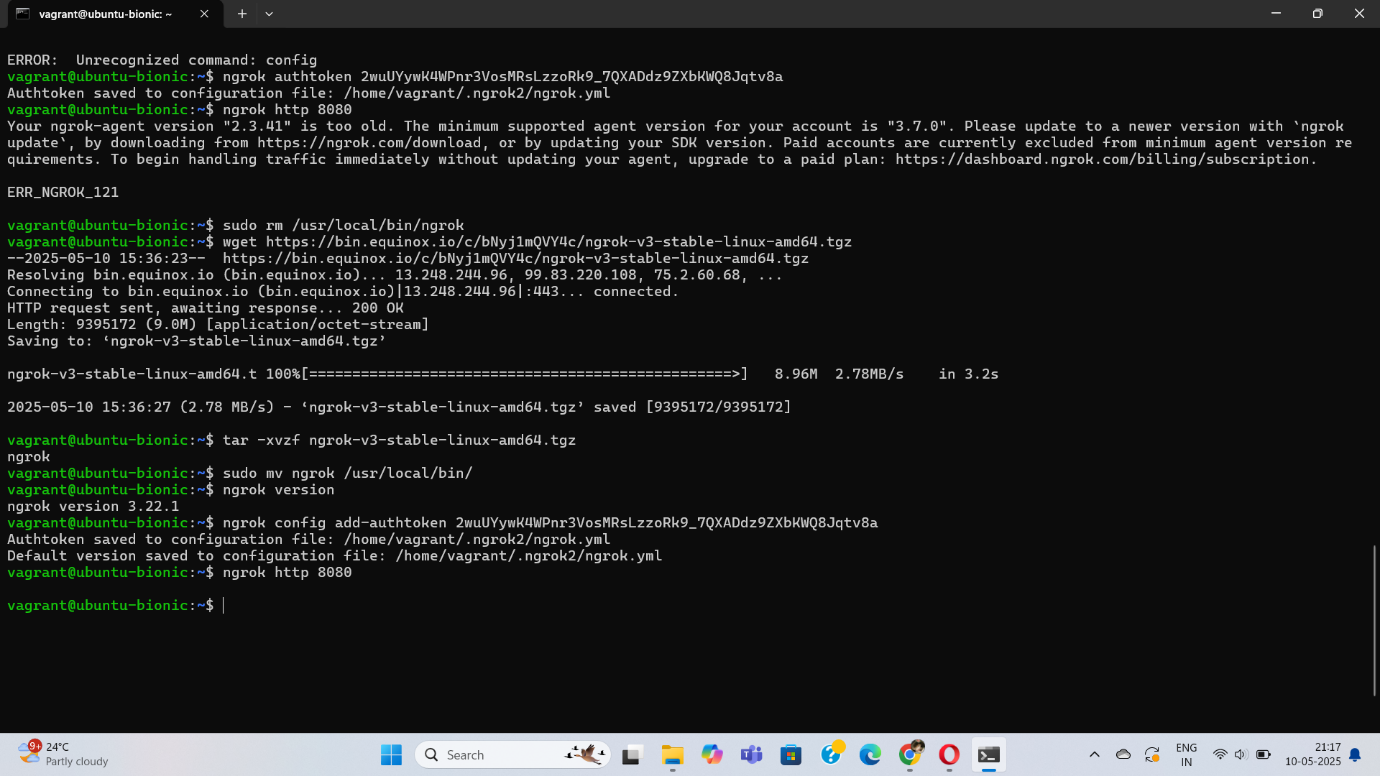 vagrant@ubuntu-bionic: ~
ERROR:  Unrecognized command: config
vagrant@ubuntu-bionic:~$ ngrok authtoken 2wuUYywK4WPnr3VosMRsLzzoRk9_7QXADdz9ZXbKWQ8Jqtv8a
Authtoken saved to configuration file: /home/vagrant/.ngrok2/ngrok.yml
vagrant@ubuntu-bionic:~$ ngrok http 8080
Your ngrok-agent version "2.3.41" is too old. The minimum supported agent version for your account is "3.7.0". Please update to a newer version with `ngrok
update`, by downloading from https://ngrok.com/download, or by updating your SDK version. Paid accounts are currently excluded from minimum agent version re
quirements. To begin handling traffic immediately without updating your agent, upgrade to a paid plan: https://dashboard.ngrok.com/billing/subscription.
ERR_NGROK_121
vagrant@ubuntu-bionic:~$ sudo rm /usr/local/bin/ngrok
vagrant@ubuntu-bionic:~$ wget https://bin.equinox.io/c/bNyj1mQVY4c/ngrok-v3-stable-linux-amd64.tgz
--2025-05-10 15:36:23--  https://bin.equinox.io/c/bNyj1mQVY4c/ngrok-v3-stable-linux-amd64.tgz
Resolving bin.equinox.io (bin.equinox.io)... 13.248.244.96, 99.83.220.108, 75.2.60.68, ...
Connecting to bin.equinox.io (bin.equinox.io)|13.248.244.96|:443... connected.
HTTP request sent, awaiting response... 200 OK
Length: 9395172 (9.0M) [application/octet-stream]
Saving to: ‘ngrok-v3-stable-linux-amd64.tgz’
ngrok-v3-stable-linux-amd64.t 100%[=================================================>]   8.96M  2.78MB/s    in 3.2s
2025-05-10 15:36:27 (2.78 MB/s) - ‘ngrok-v3-stable-linux-amd64.tgz’ saved [9395172/9395172]
vagrant@ubuntu-bionic:~$ tar -xvzf ngrok-v3-stable-linux-amd64.tgz
ngrok
vagrant@ubuntu-bionic:~$ sudo mv ngrok /usr/local/bin/
vagrant@ubuntu-bionic:~$ ngrok version
ngrok version 3.22.1
vagrant@ubuntu-bionic:~$ ngrok config add-authtoken 2wuUYywK4WPnr3VosMRsLzzoRk9_7QXADdz9ZXbKWQ8Jqtv8a
Authtoken saved to configuration file: /home/vagrant/.ngrok2/ngrok.yml
Default version saved to configuration file: /home/vagrant/.ngrok2/ngrok.yml
vagrant@ubuntu-bionic:~$ ngrok http 8080
vagrant@ubuntu-bionic:~$
9+
24°C
Partly cloudy
Search
ENG
IN
21:17
10-05-2025